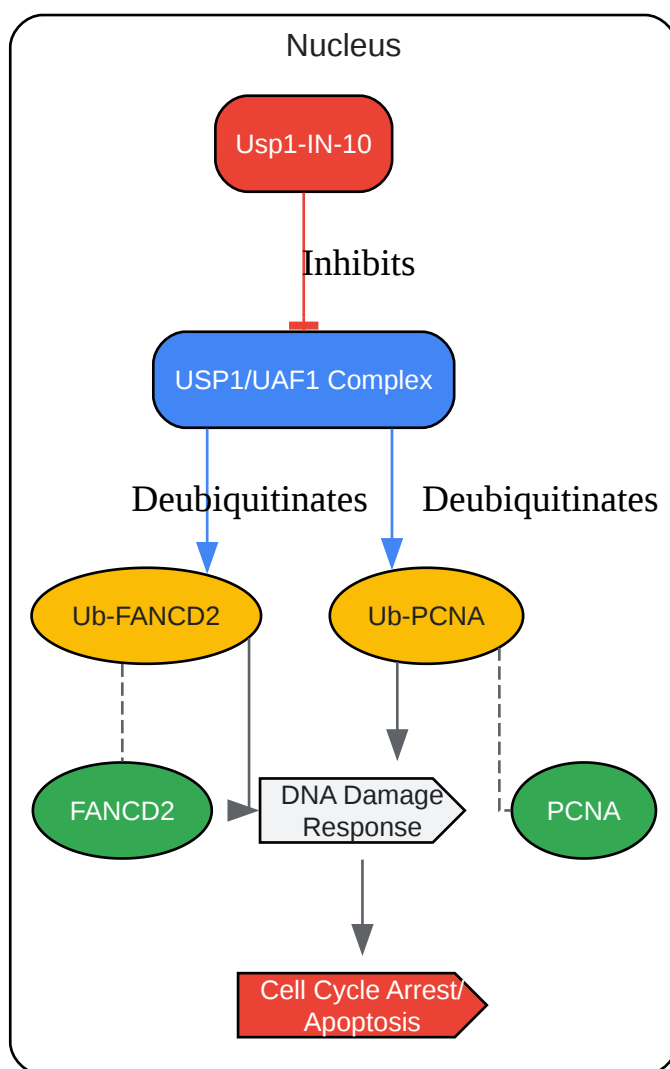 Nucleus
Usp1-IN-10
Inhibits
USP1/UAF1 Complex
Deubiquitinates
Deubiquitinates
Ub-FANCD2
Ub-PCNA
FANCD2
DNA Damage
Response
PCNA
Cell Cycle Arrest/
Apoptosis